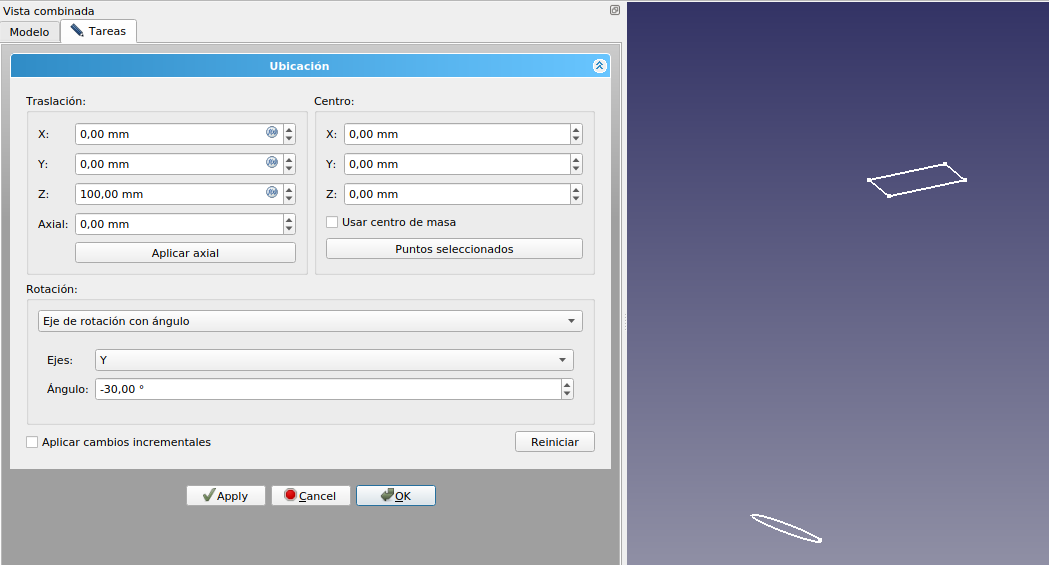 Vista combinada
Modelo
Tareas
Ubicación
Traslación:
X: 0,00 mm
Y: 0,00 mm
Z: 100,00 mm
Axial: 0,00 mm
Aplicar axial
Centro:
X: 0,00 mm
Y: 0,00 mm
Z: 0,00 mm
Usar centro de masa
Puntos seleccionados
Rotación:
Eje de rotación con ángulo
Ejes: Y
Ángulo: -30,00 °
Aplicar cambios incrementales
Reiniciar
Apply
Cancel
OK